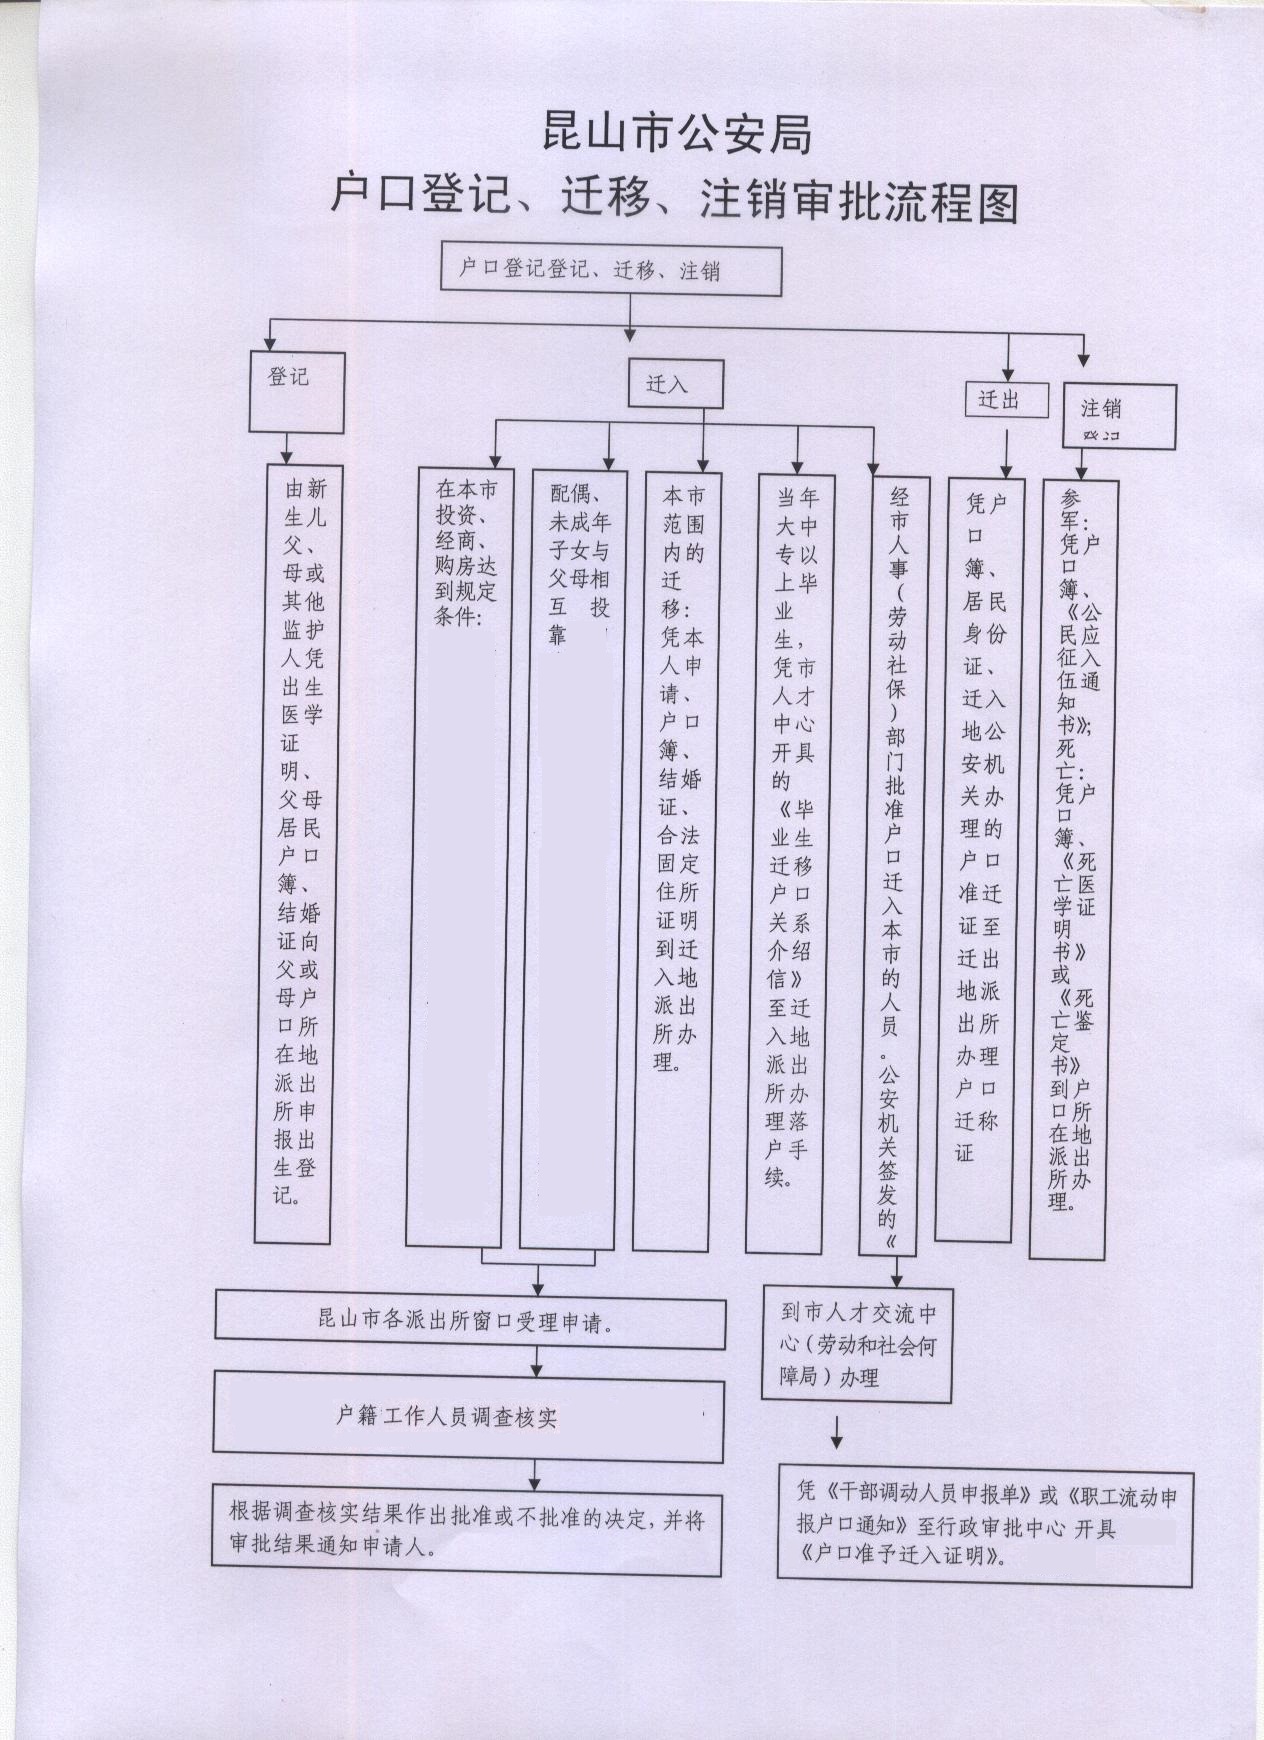 昆山市公安局
户口登记、迁移、注销审批流程图
户口登记登记、迁移、注销
登记
迁入
迁出
注销
登记
由新
生儿
父、
母或
其他
监护
人凭
出生
医学
证
明、
父母
居民
户口
簿、
结婚
证向
父或
母户
口所
在地
派出
所申
报出
生登
记。
在本市
投资、
经商、
购房达
到规定
条件:
配偶、
未成年
子女与
父母相
互 投
靠
本市
范围
内的
迁
移:
凭本
人申
请、
户口
簿、
结婚
证、
合法
固定
住所
证明
到迁
入地
派出
所办
理。
当年
大中
专以
上毕
业
生,
凭市
人才
中心
开具
的
《毕
业生
迁移
户口
关系
介绍
信》
至迁
入地
派出
所办
理落
户手
续。
经
市
人
事
(
劳
动
社
保
)
部
门
批
准
户
口
迁
入
本
市
的
人
员
。
公
安
机
关
签
发
的
《
凭户
口
簿、
居民
身份
证、
迁入
地公
安机
关办
理的
户口
准迁
证至
迁出
地派
出所
办理
户口
迁称
证
参
军:
凭户
口
簿、
《公
民应
征入
伍通
知
书》;
死
亡:
凭户
口
簿、
《死
亡医
学证
明
书》
或
《死
亡鉴
定
书》
到户
口所
在地
派出
所办
理。
昆山市各派出所窗口受理申请。
户籍工作人员调查核实
根据调查核实结果作出批准或不批准的决定,并将
审批结果通知申请人。
到市人才交流中
心(劳动和社会何
障局)办理
凭《干部调动人员申报单》或《职工流动申
报户口通知》至行政审批中心 开具
《户口准予迁入证明》。